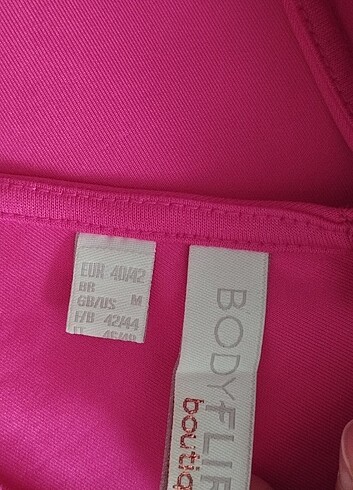 EUR 40/42
BR
GB/US M
F/B 42/44
BODYFLIR
boutiq